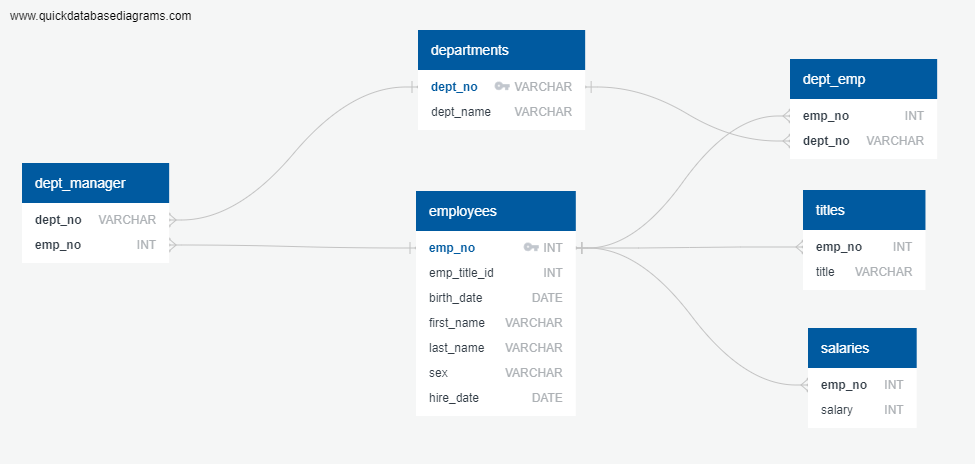 www.quickdatabasediagrams.com
departments
dept_no VARCHAR
dept_name VARCHAR
dept_emp
emp_no INT
dept_no VARCHAR
dept_manager
dept_no VARCHAR
emp_no INT
employees
emp_no INT
emp_title_id INT
birth_date DATE
first_name VARCHAR
last_name VARCHAR
sex VARCHAR
hire_date DATE
titles
emp_no INT
title VARCHAR
salaries
emp_no INT
salary INT